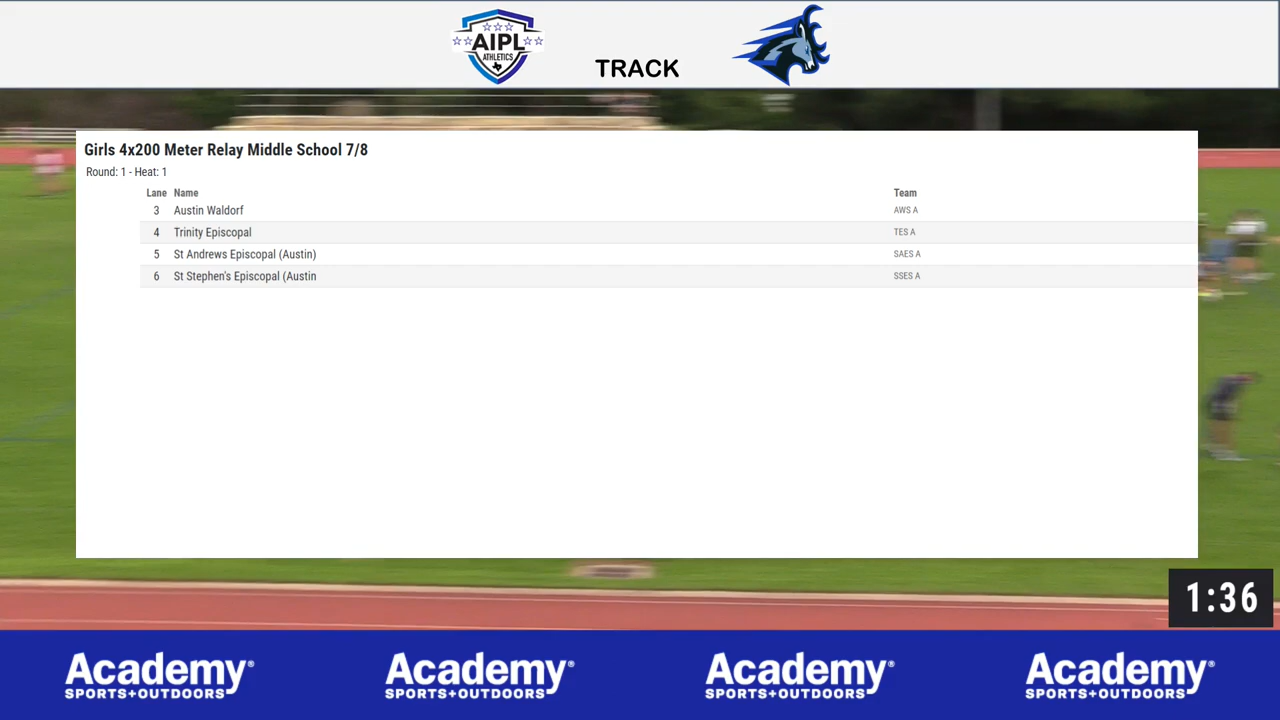 AIPL
ATHLETICS
TRACK
Girls 4x200 Meter Relay Middle School 7/8
Round: 1 - Heat: 1
Lane Name Team
3 Austin Waldorf AWS A
4 Trinity Episcopal TES A
5 St Andrews Episcopal (Austin) SAES A
6 St Stephen's Episcopal (Austin SSES A
1:36
Academy® Academy® Academy® Academy®
SPORTS+OUTDOORS SPORTS+OUTDOORS SPORTS+OUTDOORS SPORTS+OUTDOORS